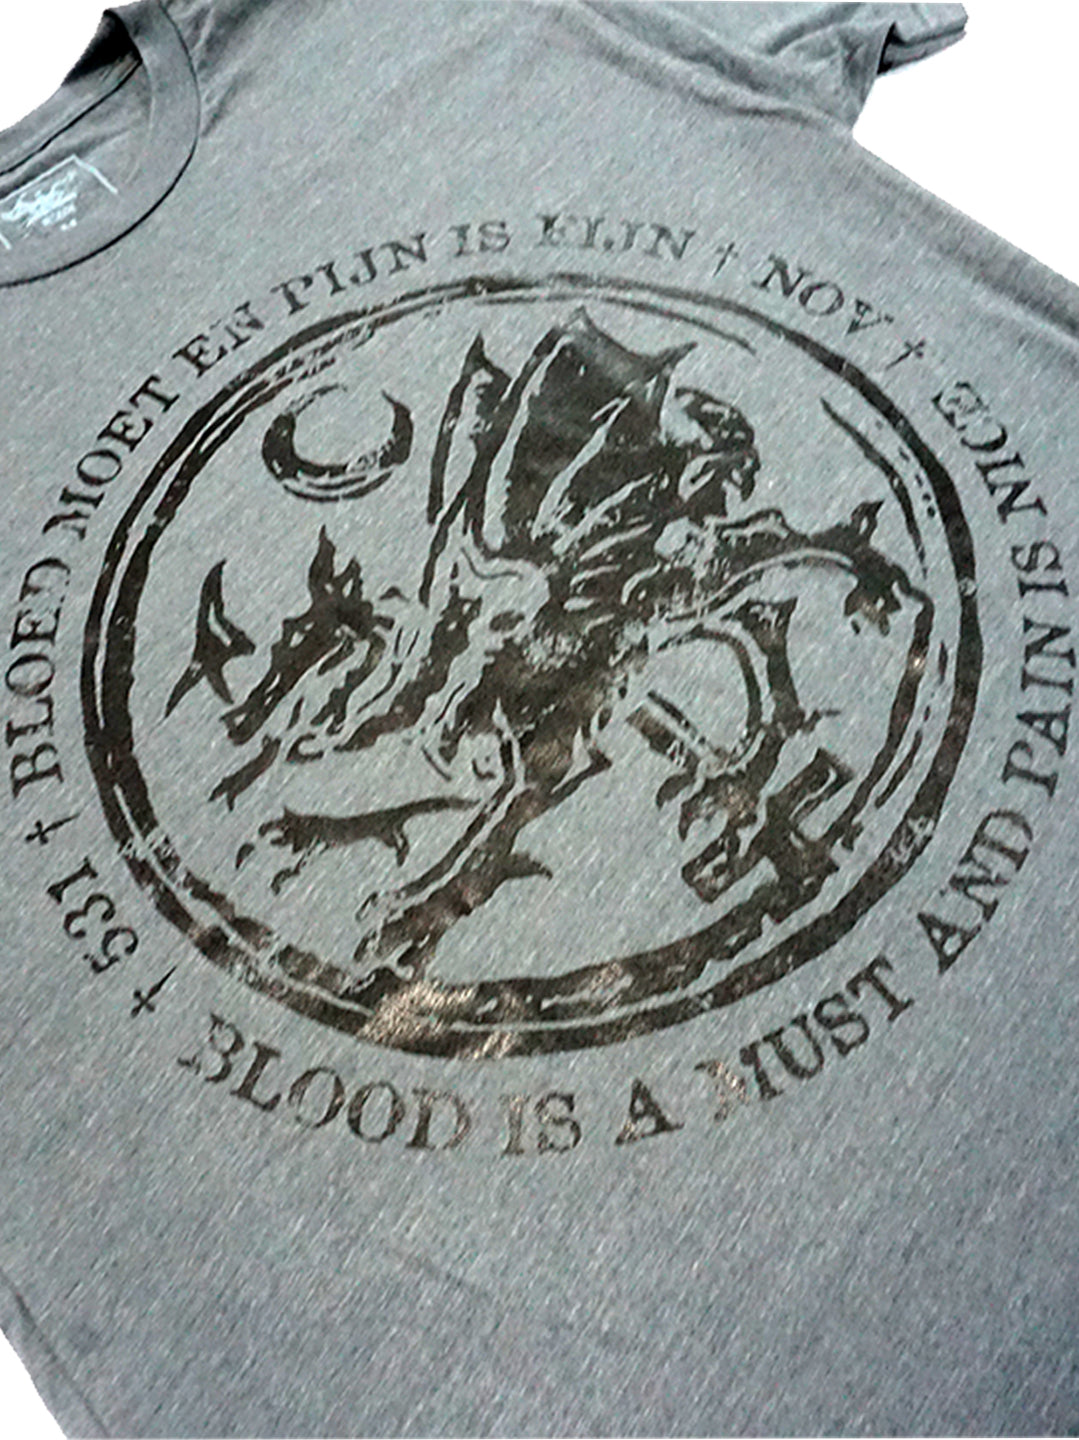 † BLOED MOET EN PIJN IS FIJN † NOV †
BLOOD IS A MUST AND PAIN IS NICE
† 531